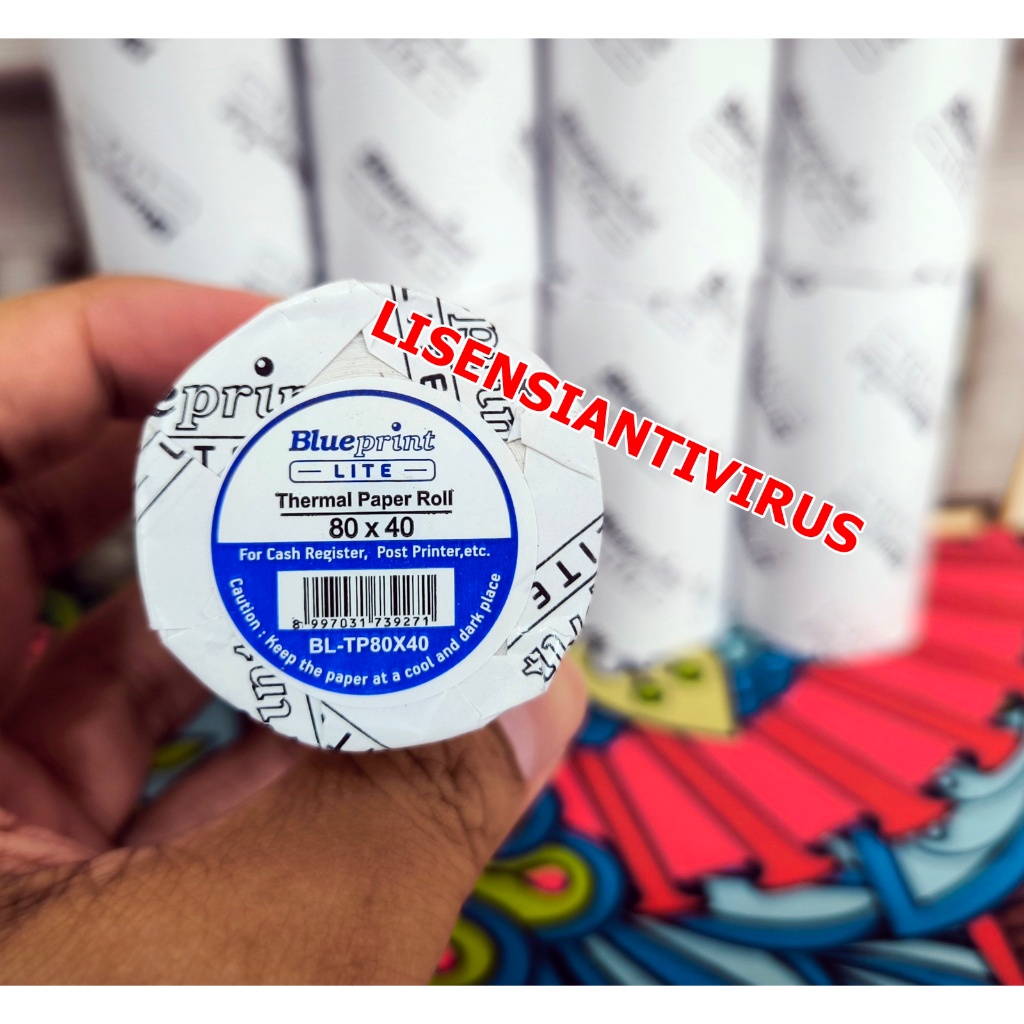 LISENSIANTIVIRUS
Blueprint
LITE
Thermal Paper Roll
80 x 40
For Cash Register, Post Printer,etc.
8 997031 739271
BL-TP80X40
Caution : Keep the paper at a cool and dark place